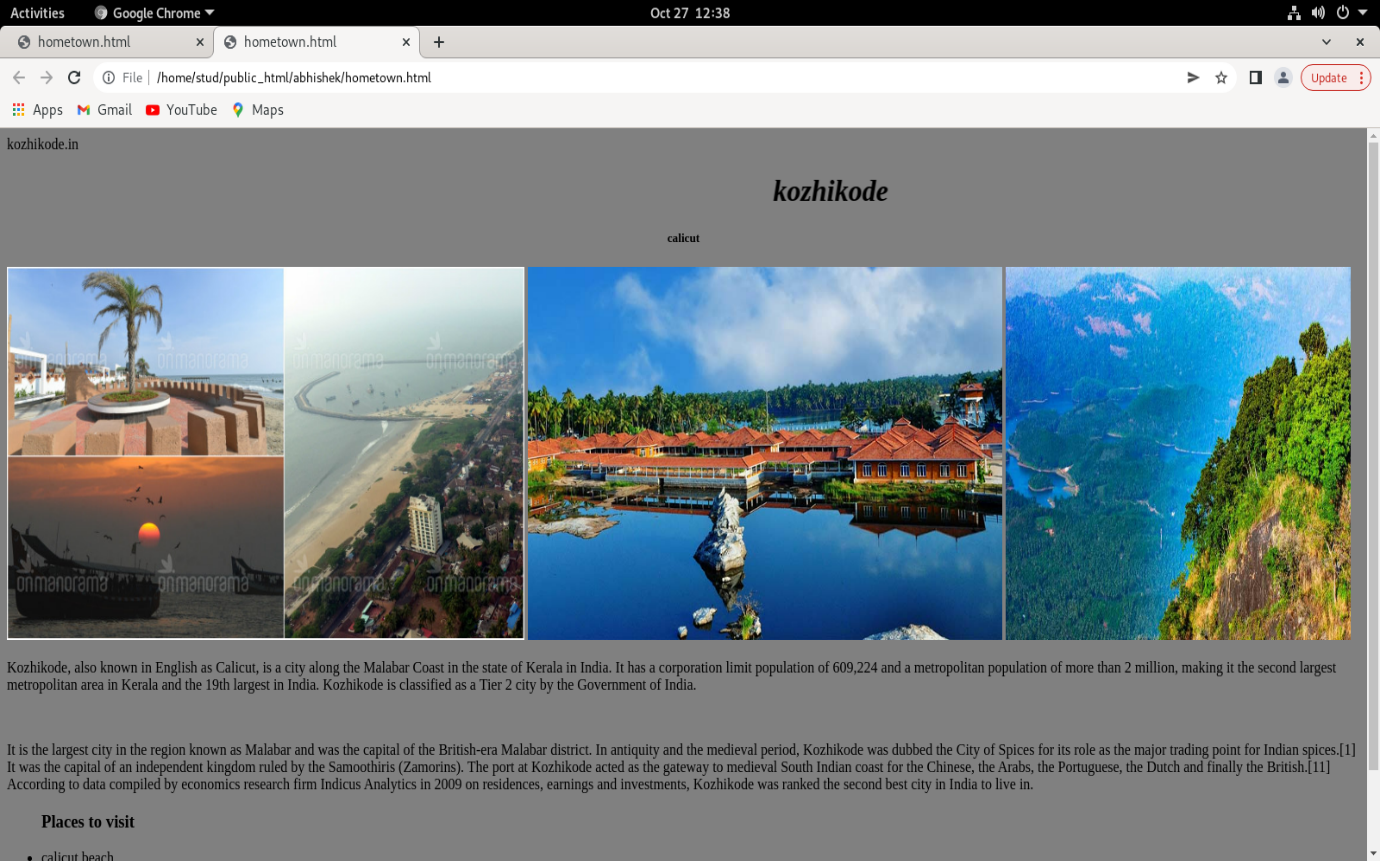 Activities Google Chrome Oct 27 12:38
hometown.html hometown.html
File /home/stud/public_html/abhishek/hometown.html Update
Apps Gmail YouTube Maps
kozhikode.in
kozhikode
calicut
onmanorama onmanorama onmanorama onmanorama
onmanorama onmanorama onmanorama onmanorama
Kozhikode, also known in English as Calicut, is a city along the Malabar Coast in the state of Kerala in India. It has a corporation limit population of 609,224 and a metropolitan population of more than 2 million, making it the second largest
metropolitan area in Kerala and the 19th largest in India. Kozhikode is classified as a Tier 2 city by the Government of India.
It is the largest city in the region known as Malabar and was the capital of the British-era Malabar district. In antiquity and the medieval period, Kozhikode was dubbed the City of Spices for its role as the major trading point for Indian spices.[1]
It was the capital of an independent kingdom ruled by the Samoothiris (Zamorins). The port at Kozhikode acted as the gateway to medieval South Indian coast for the Chinese, the Arabs, the Portuguese, the Dutch and finally the British.[11]
According to data compiled by economics research firm Indicus Analytics in 2009 on residences, earnings and investments, Kozhikode was ranked the second best city in India to live in.
Places to visit
calicut beach